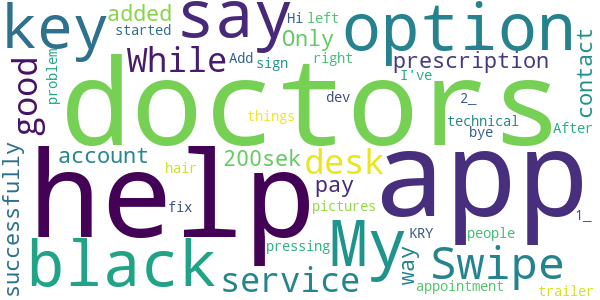 key
added
say
Hi
left
option
started
While
Add
sign
Only
right
prescription
contact
good
problem
doctors
I've
things
dev
2_
technical
bye
After
successfully
account
200sek
desk
app
help
hair
pay
fix
pictures
1_
black
My
pressing
way
KRY
people
Swipe
service
appointment
trailer